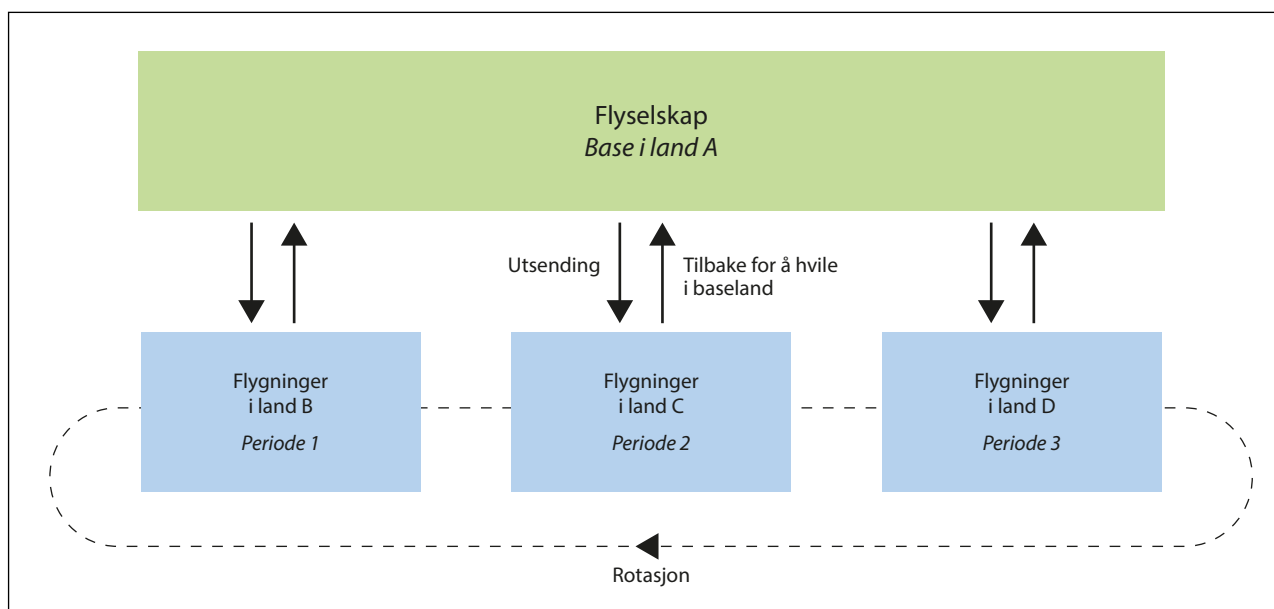 Flyselskap
Base i land A
Utsending
Tilbake for å hvile
i baseland
Flygninger
i land B
Periode 1
Flygninger
i land C
Periode 2
Flygninger
i land D
Periode 3
Rotasjon